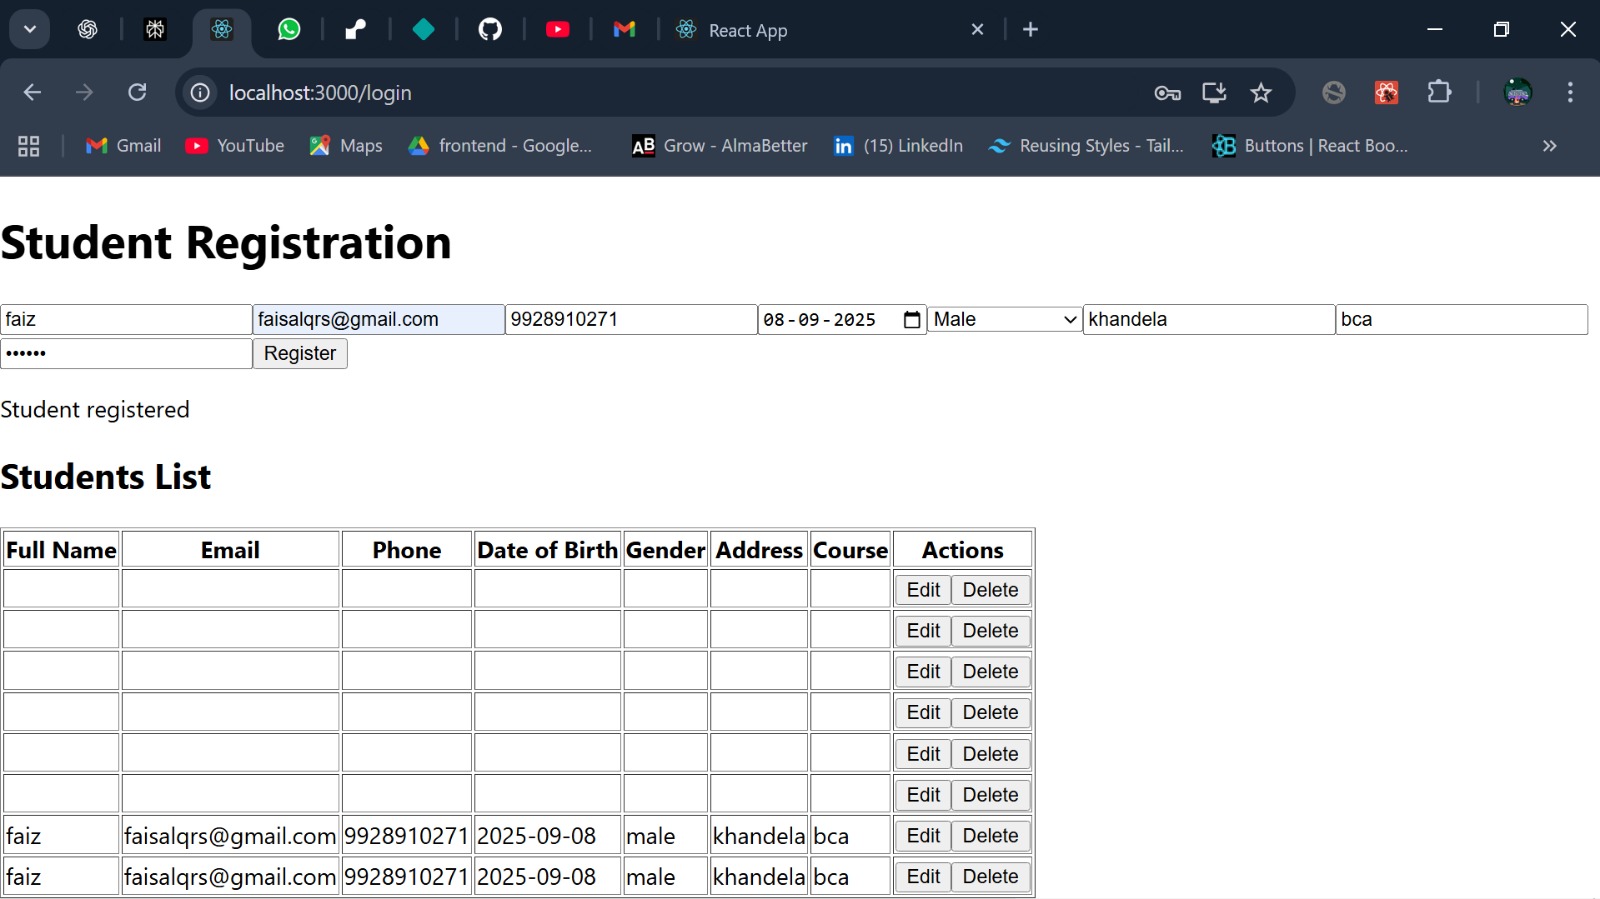 React App
localhost:3000/login
Gmail YouTube Maps frontend - Google... AB Grow - AlmaBetter in (15) LinkedIn Reusing Styles - Tail... B Buttons | React Boo... »
Student Registration
faiz faisalqrs@gmail.com 9928910271 08-09-2025 Male khandela bca
•••••• Register
Student registered
Students List
Full Name Email Phone Date of Birth Gender Address Course Actions
Edit Delete
Edit Delete
Edit Delete
Edit Delete
Edit Delete
Edit Delete
faiz faisalqrs@gmail.com 9928910271 2025-09-08 male khandela bca Edit Delete
faiz faisalqrs@gmail.com 9928910271 2025-09-08 male khandela bca Edit Delete